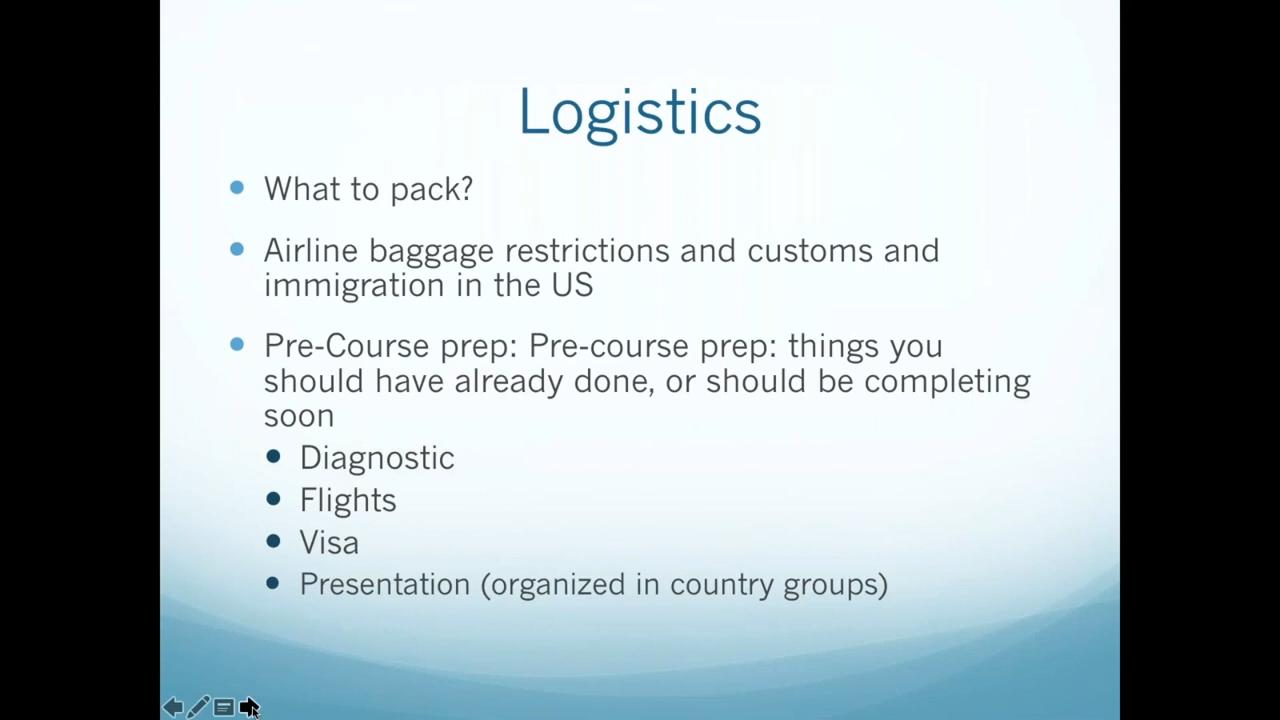 Logistics
What to pack?
Airline baggage restrictions and customs and
immigration in the US
Pre-Course prep: Pre-course prep: things you
should have already done, or should be completing
soon
Diagnostic
Flights
Visa
Presentation (organized in country groups)